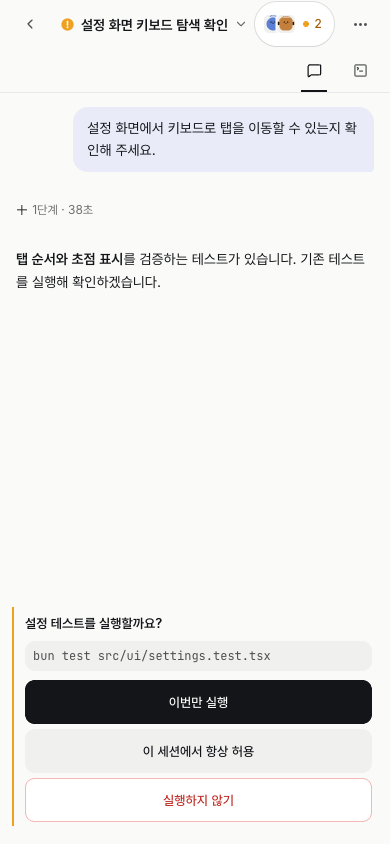 설정 화면 키보드 탐색 확인
2
설정 화면에서 키보드로 탭을 이동할 수 있는지 확
인해 주세요.
1단계 · 38초
탭 순서와 초점 표시를 검증하는 테스트가 있습니다. 기존 테스트
를 실행해 확인하겠습니다.
설정 테스트를 실행할까요?
bun test src/ui/settings.test.tsx
이번만 실행
이 세션에서 항상 허용
실행하지 않기